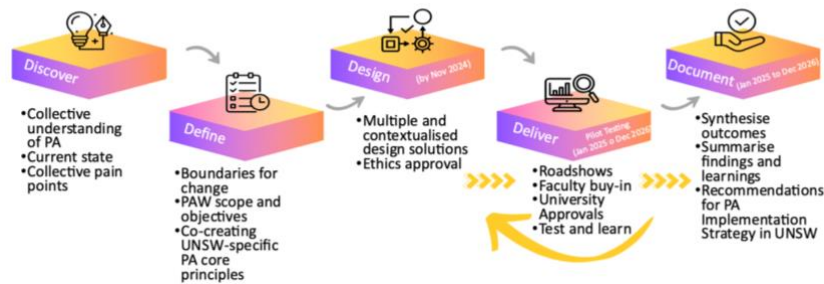 Discover
•Collective
understanding
of PA
•Current state
•Collective pain
points
Define
•Boundaries for
change
•PAW scope and
objectives
•Co-creating
UNSW-specific
PA core
principles
Design
(by Nov 2024)
•Multiple and
contextualised
design solutions
•Ethics approval
Deliver
Pilot Testing
(Jan 2025 o Dec 2026)
•Roadshows
•Faculty buy-in
•University
Approvals
•Test and learn
Document
(Jan 2025 to Dec 2026)
•Synthesise
outcomes
•Summarise
findings and
learnings
•Recommendations
for PA
Implementation
Strategy in UNSW